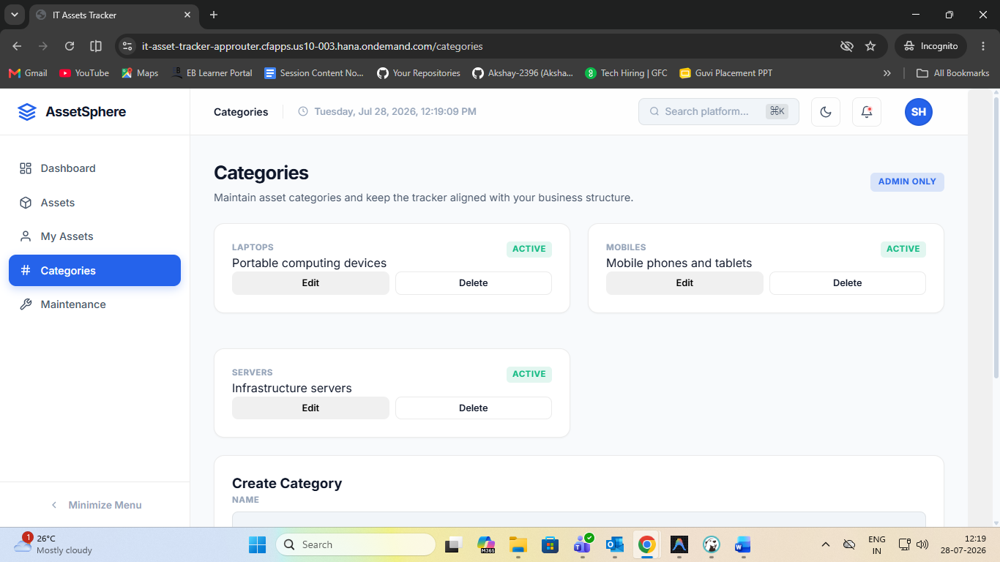 IT Assets Tracker
it-asset-tracker-approuter.cfapps.us10-003.hana.ondemand.com/categories
Incognito
Gmail
YouTube
Maps
EB Learner Portal
Session Content No...
Your Repositories
Akshay-2396 (Aksha...
Tech Hiring | GFC
Guvi Placement PPT
»
All Bookmarks
AssetSphere
Categories
Tuesday, Jul 28, 2026, 12:19:09 PM
Search platform...
⌘K
SH
Dashboard
Assets
My Assets
# Categories
Maintenance
Minimize Menu
Categories
Maintain asset categories and keep the tracker aligned with your business structure.
ADMIN ONLY
LAPTOPS
ACTIVE
Portable computing devices
Edit
Delete
MOBILES
ACTIVE
Mobile phones and tablets
Edit
Delete
SERVERS
ACTIVE
Infrastructure servers
Edit
Delete
Create Category
NAME
1
26°C
Mostly cloudy
Search
M365
ENG
IN
12:19
28-07-2026